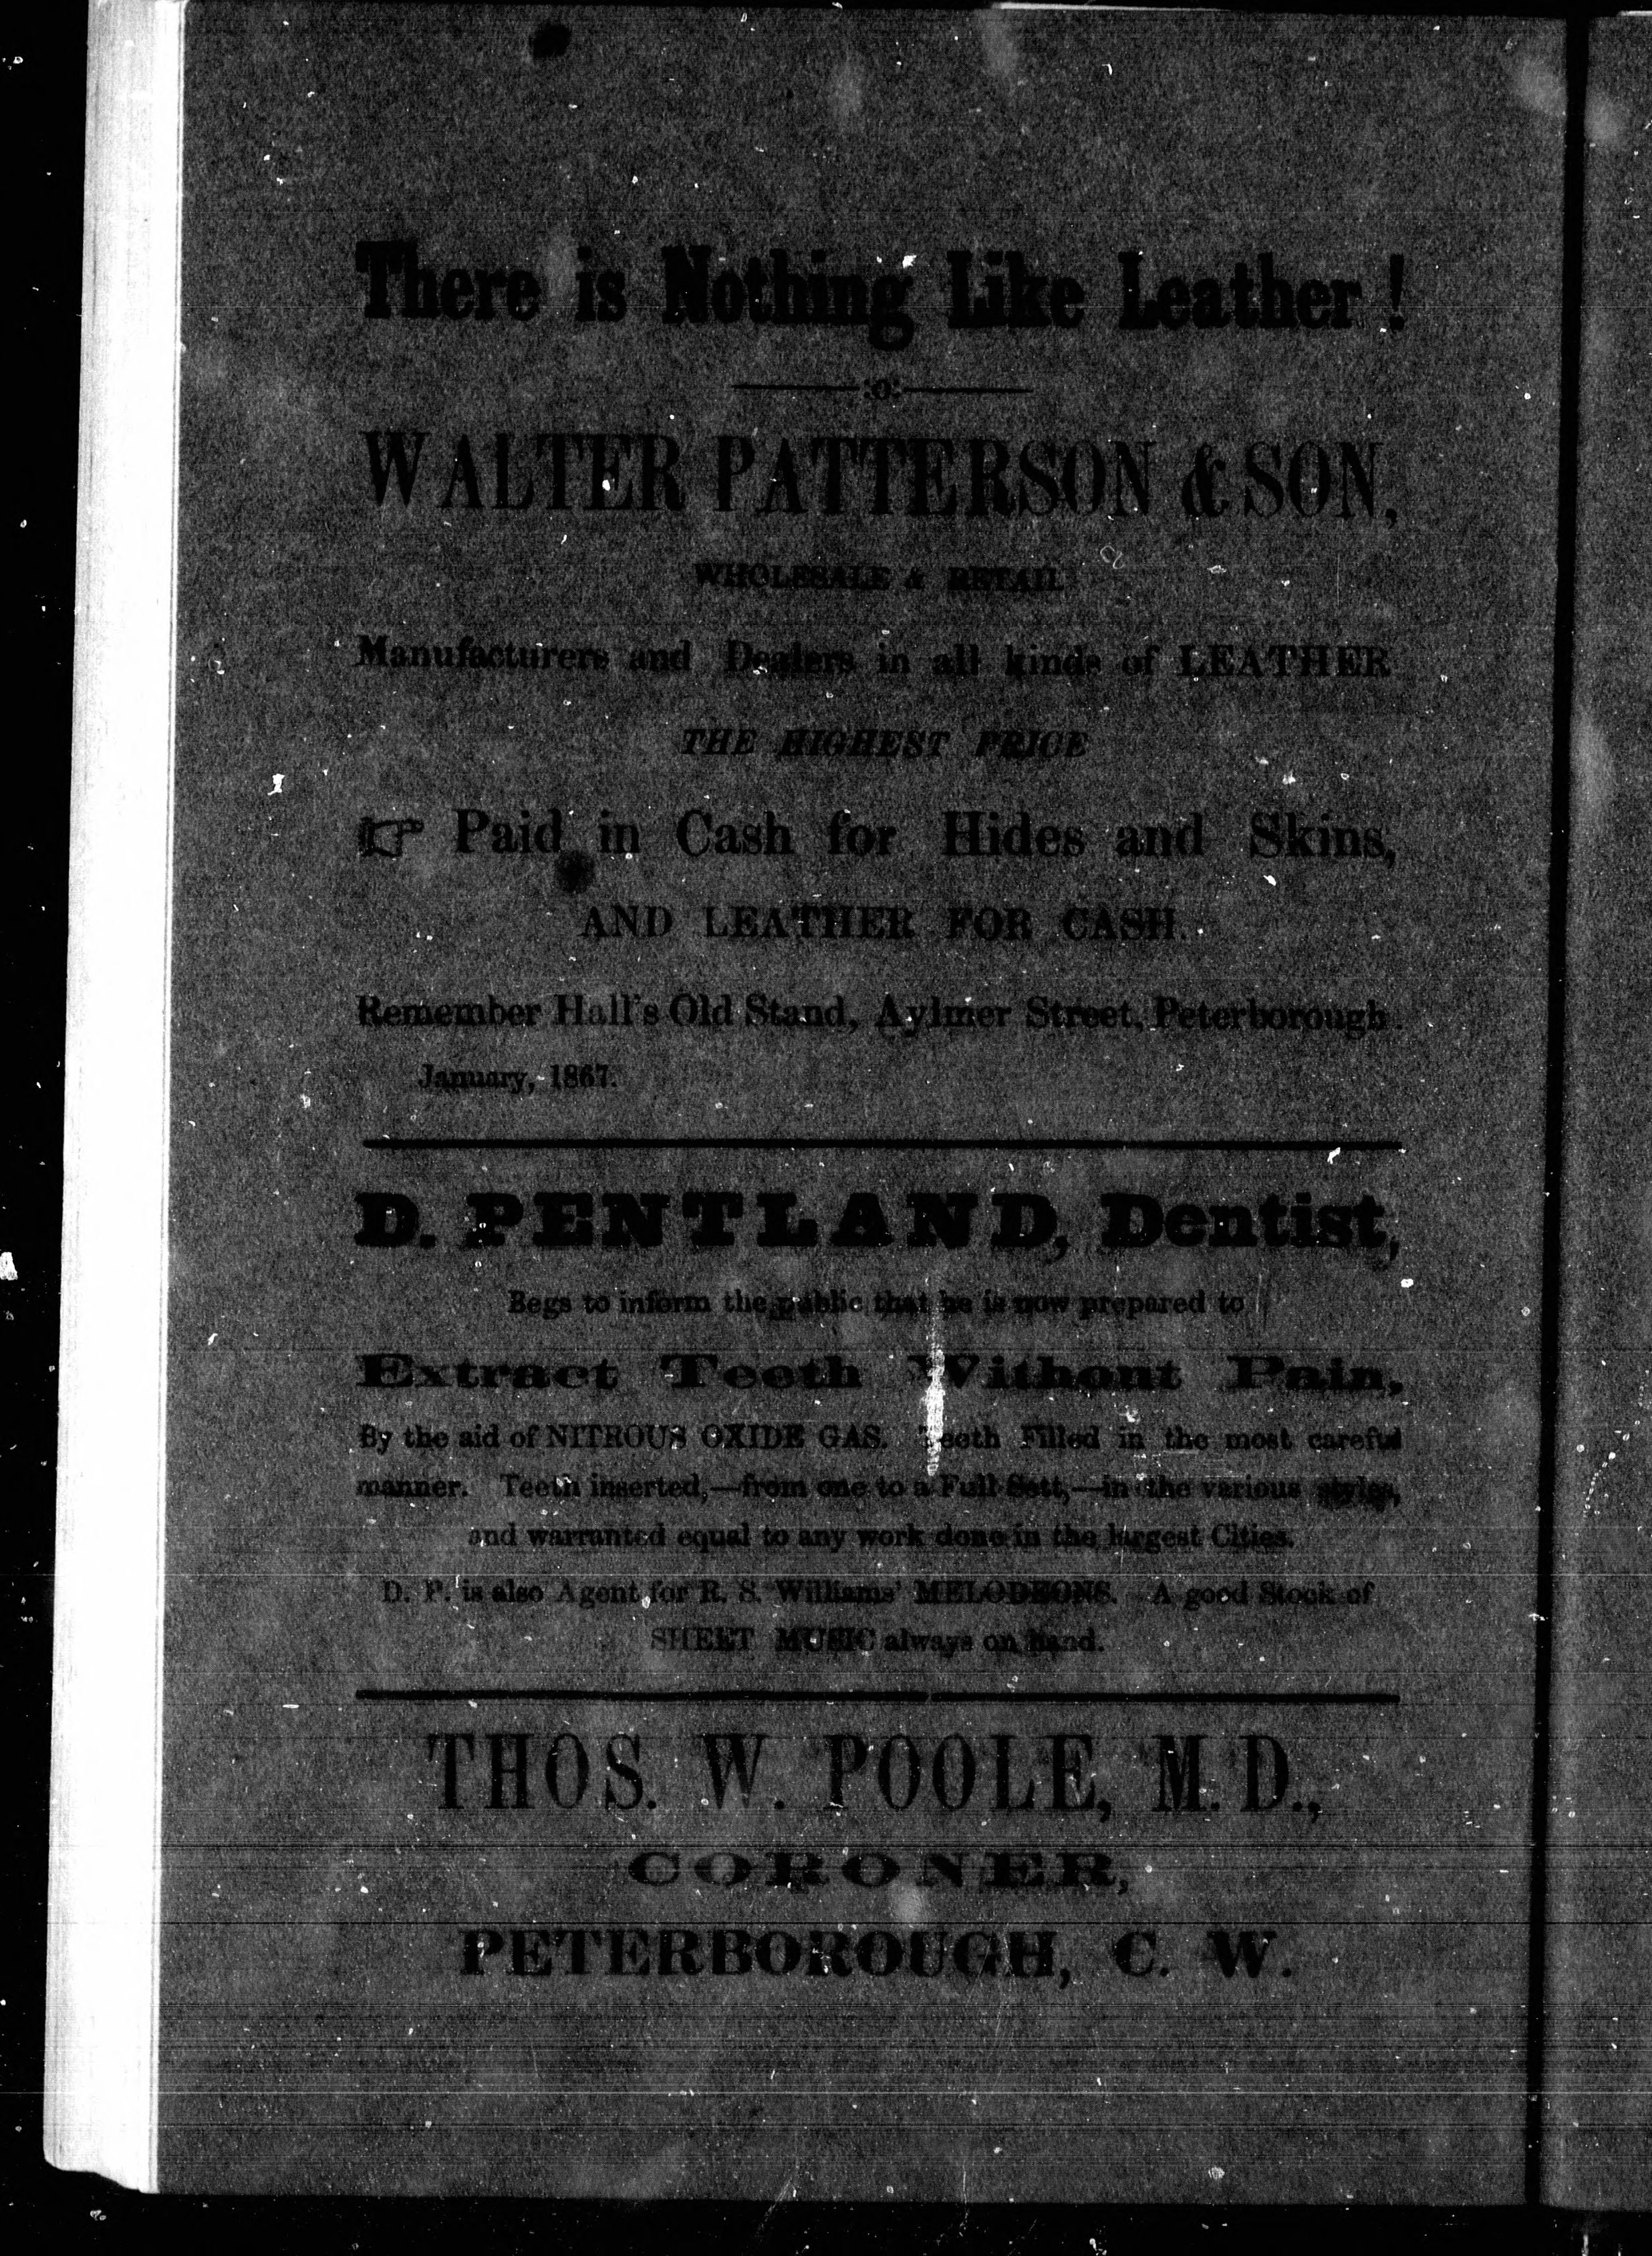 There is Nothing Like Leather !
:o:
WALTER PATTERSON & SON,
WHOLESALE & RETAIL
Manufacturers and Dealers in all kinds of LEATHER
THE HIGHEST PRICE
☞ Paid in Cash for Hides and Skins,
AND LEATHER FOR CASH.
Remember Hall's Old Stand, Aylmer Street, Peterborough.
January, 1867.
D. PENTLAND, Dentist,
Begs to inform the public that he is now prepared to
Extract Teeth Without Pain,
By the aid of NITROUS OXIDE GAS. Teeth Filled in the most careful
manner. Teeth inserted,—from one to a Full Sett,—in the various styles,
and warranted equal to any work done in the largest Cities.
D. P. is also Agent for R. S. Williams' MELODEONS. A good Stock of
SHEET MUSIC always on hand.
THOS. W. POOLE, M. D.,
CORONER,
PETERBOROUGH, C. W.